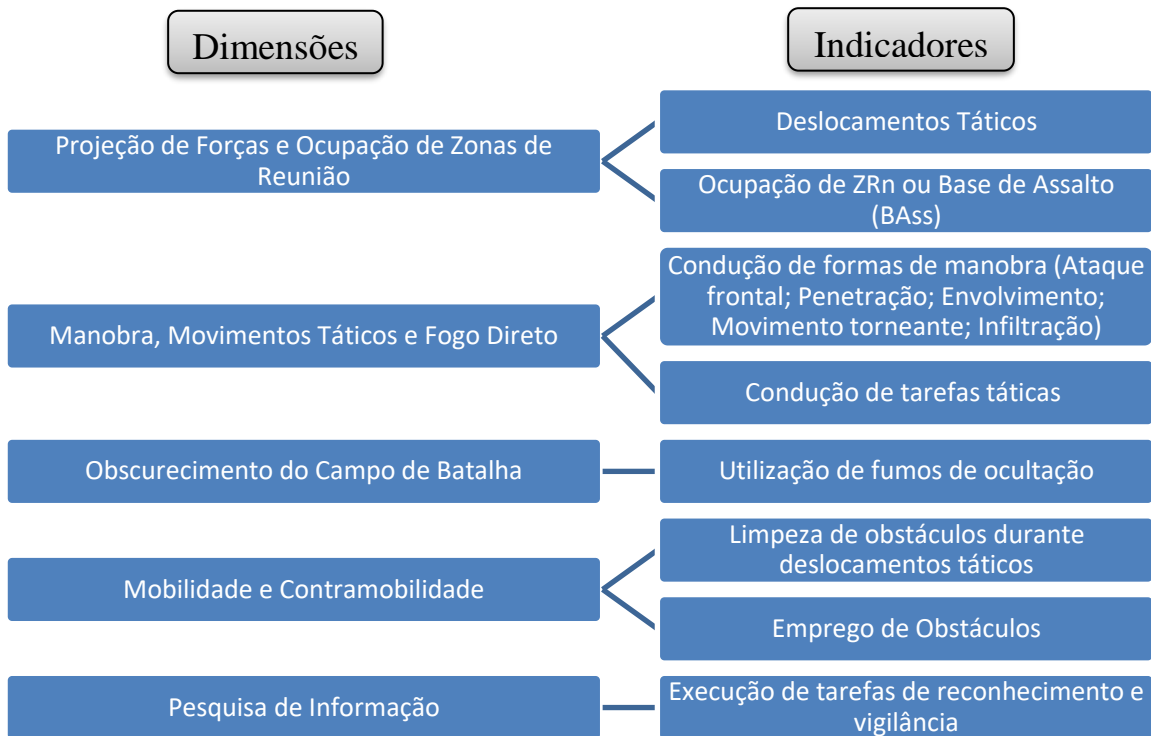 Dimensões
Indicadores
Projeção de Forças e Ocupação de Zonas de
Reunião
Deslocamentos Táticos
Ocupação de ZRn ou Base de Assalto
(BAss)
Manobra, Movimentos Táticos e Fogo Direto
Condução de formas de manobra (Ataque
frontal; Penetração; Envolvimento;
Movimento torneante; Infiltração)
Condução de tarefas táticas
Obscurecimento do Campo de Batalha
Utilização de fumos de ocultação
Mobilidade e Contramobilidade
Limpeza de obstáculos durante
deslocamentos táticos
Emprego de Obstáculos
Pesquisa de Informação
Execução de tarefas de reconhecimento e
vigilância